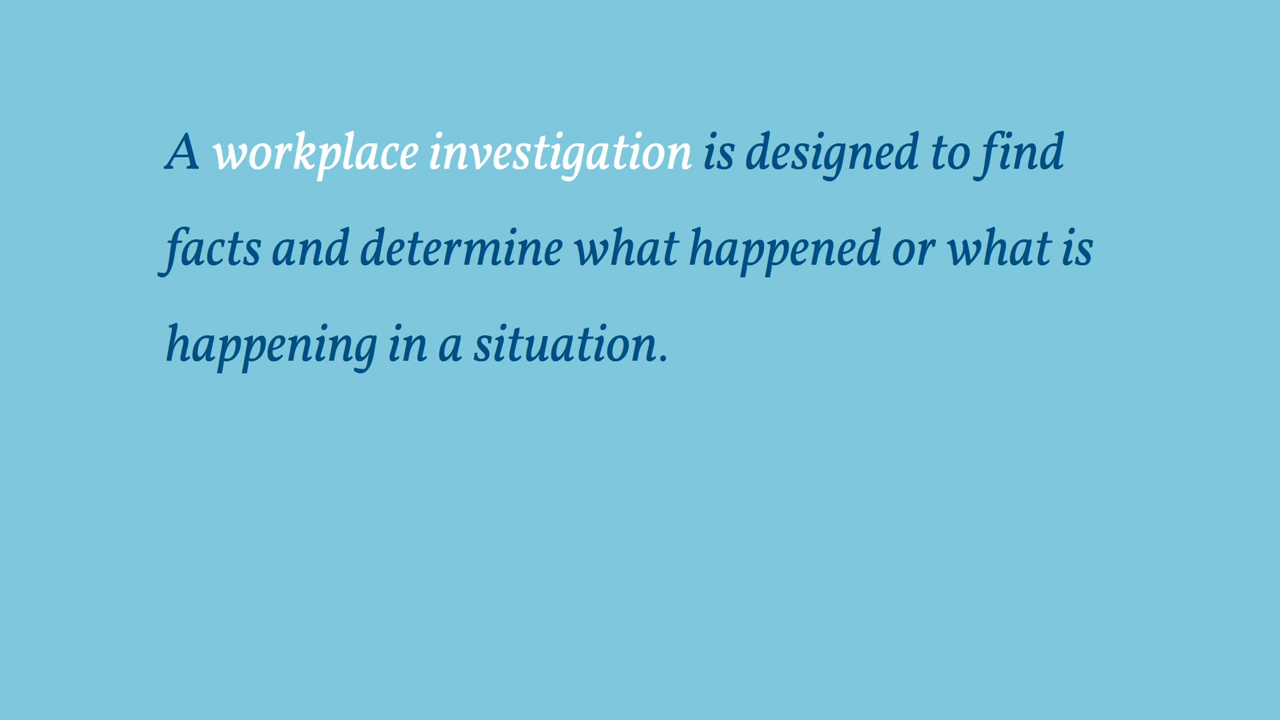 A workplace investigation is designed to find
facts and determine what happened or what is
happening in a situation.